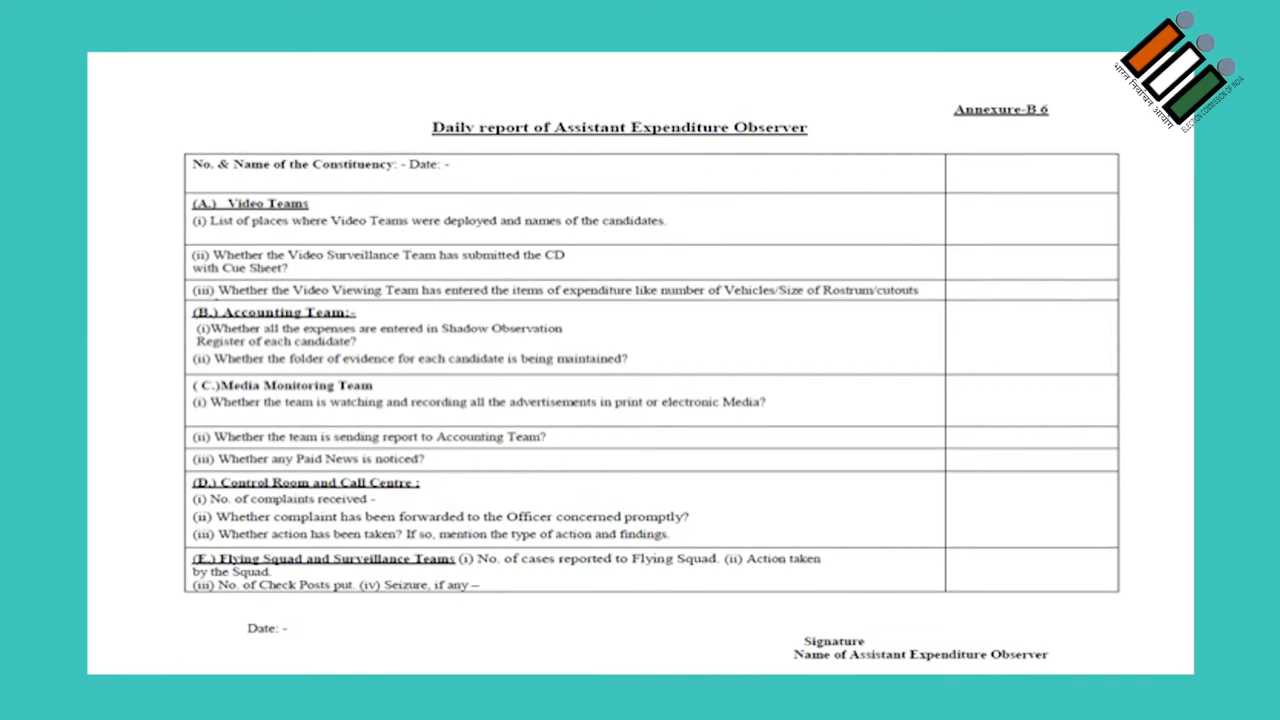 भारत निर्वाचन आयोग
ELECTION COMMISSION OF INDIA
Annexure-B 6
Daily report of Assistant Expenditure Observer
No. & Name of the Constituency: - Date: -
(A.) Video Teams
(i) List of places where Video Teams were deployed and names of the candidates.
(ii) Whether the Video Surveillance Team has submitted the CD
with Cue Sheet?
(iii) Whether the Video Viewing Team has entered the items of expenditure like number of Vehicles/Size of Rostrum/cutouts
(B.) Accounting Team:-
(i)Whether all the expenses are entered in Shadow Observation
Register of each candidate?
(ii) Whether the folder of evidence for each candidate is being maintained?
( C.)Media Monitoring Team
(i) Whether the team is watching and recording all the advertisements in print or electronic Media?
(ii) Whether the team is sending report to Accounting Team?
(iii) Whether any Paid News is noticed?
(D.) Control Room and Call Centre :
(i) No. of complaints received -
(ii) Whether complaint has been forwarded to the Officer concerned promptly?
(iii) Whether action has been taken? If so, mention the type of action and findings.
(E.) Flying Squad and Surveillance Teams (i) No. of cases reported to Flying Squad. (ii) Action taken
by the Squad.
(iii) No. of Check Posts put. (iv) Seizure, if any –
Date: -
Signature
Name of Assistant Expenditure Observer